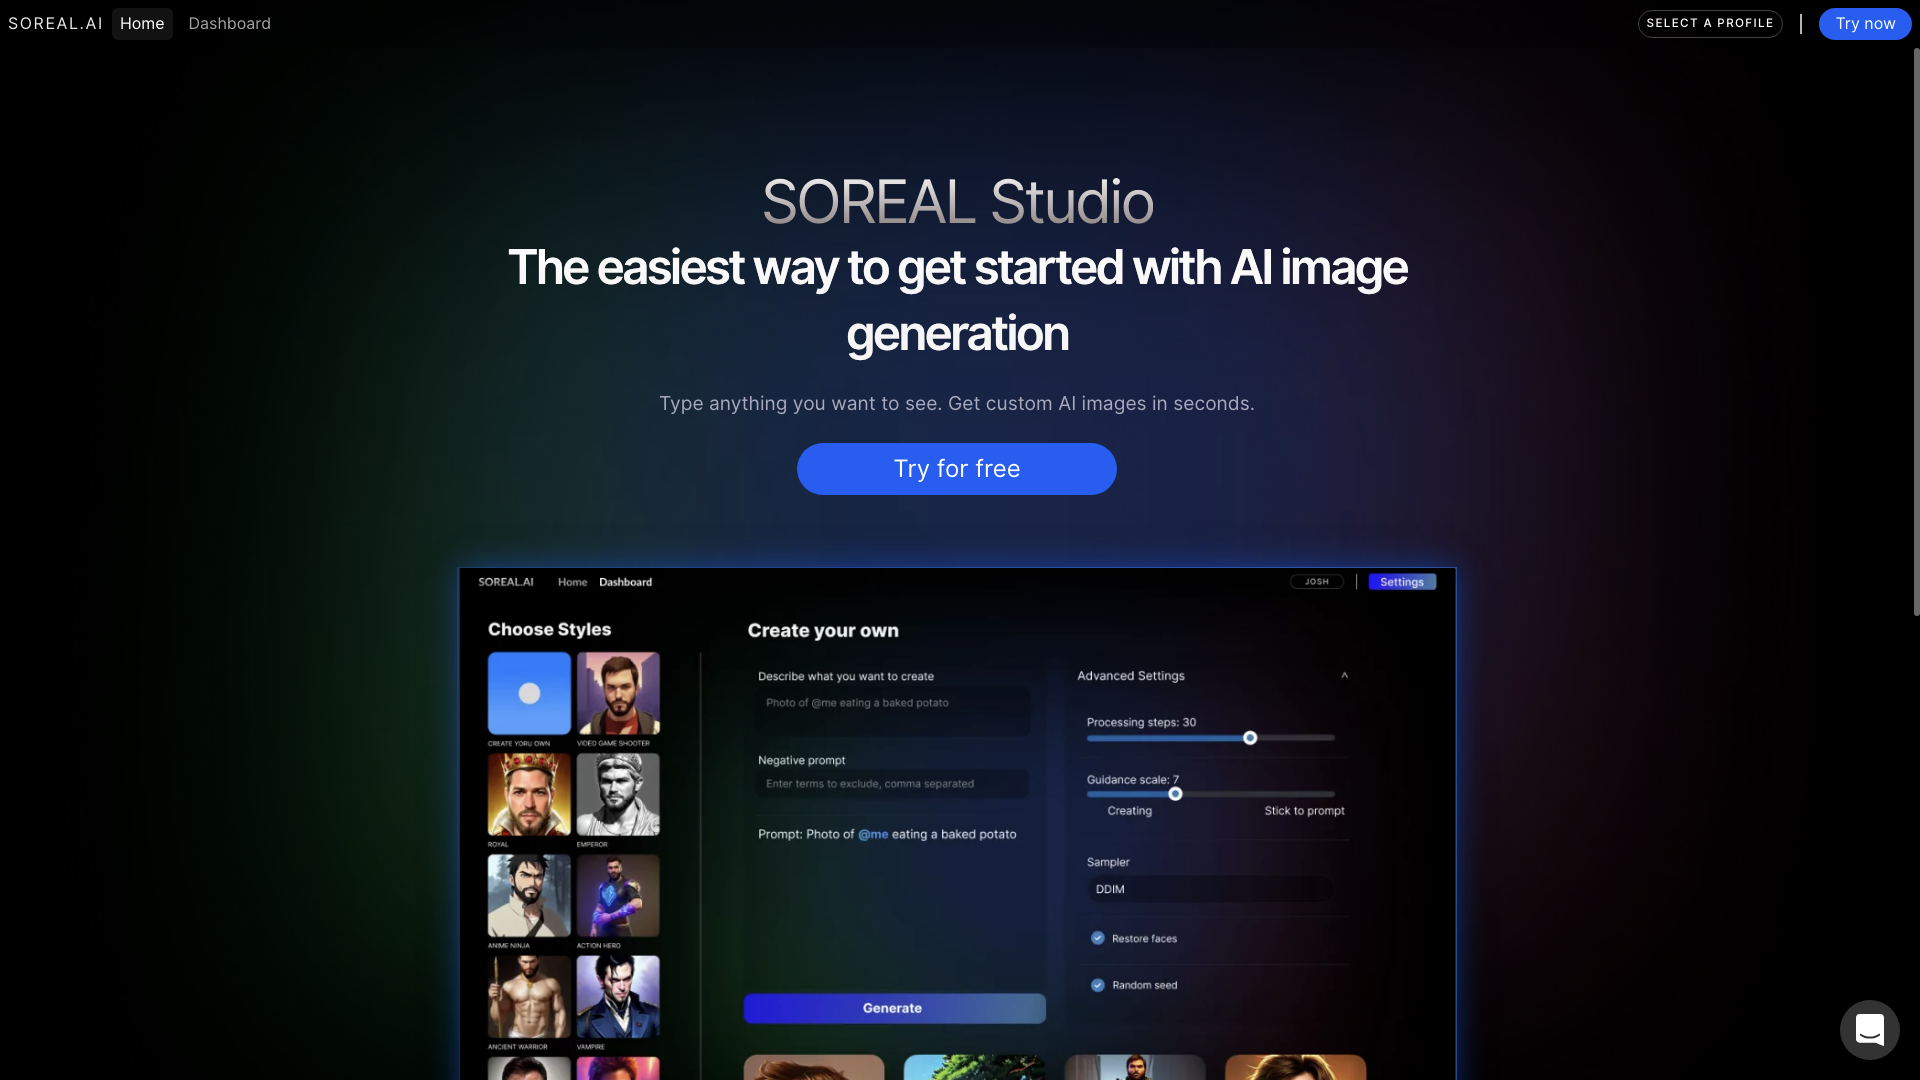 SOREAL.AI Home Dashboard SELECT A PROFILE Try now
SOREAL Studio
The easiest way to get started with AI image
generation
Type anything you want to see. Get custom AI images in seconds.
Try for free
SOREAL.AI Home Dashboard JOSH Settings
Choose Styles
CREATE YORU OWN VIDEO GAME SHOOTER
ROYAL EMPEROR
ANIME NINJA ACTION HERO
ANCIENT WARRIOR VAMPIRE
Create your own
Describe what you want to create
Photo of @me eating a baked potato
Negative prompt
Enter terms to exclude, comma separated
Prompt: Photo of @me eating a baked potato
Generate
Advanced Settings
Processing steps: 30
Guidance scale: 7
Creating Stick to prompt
Sampler
DDIM
Restore faces
Random seed